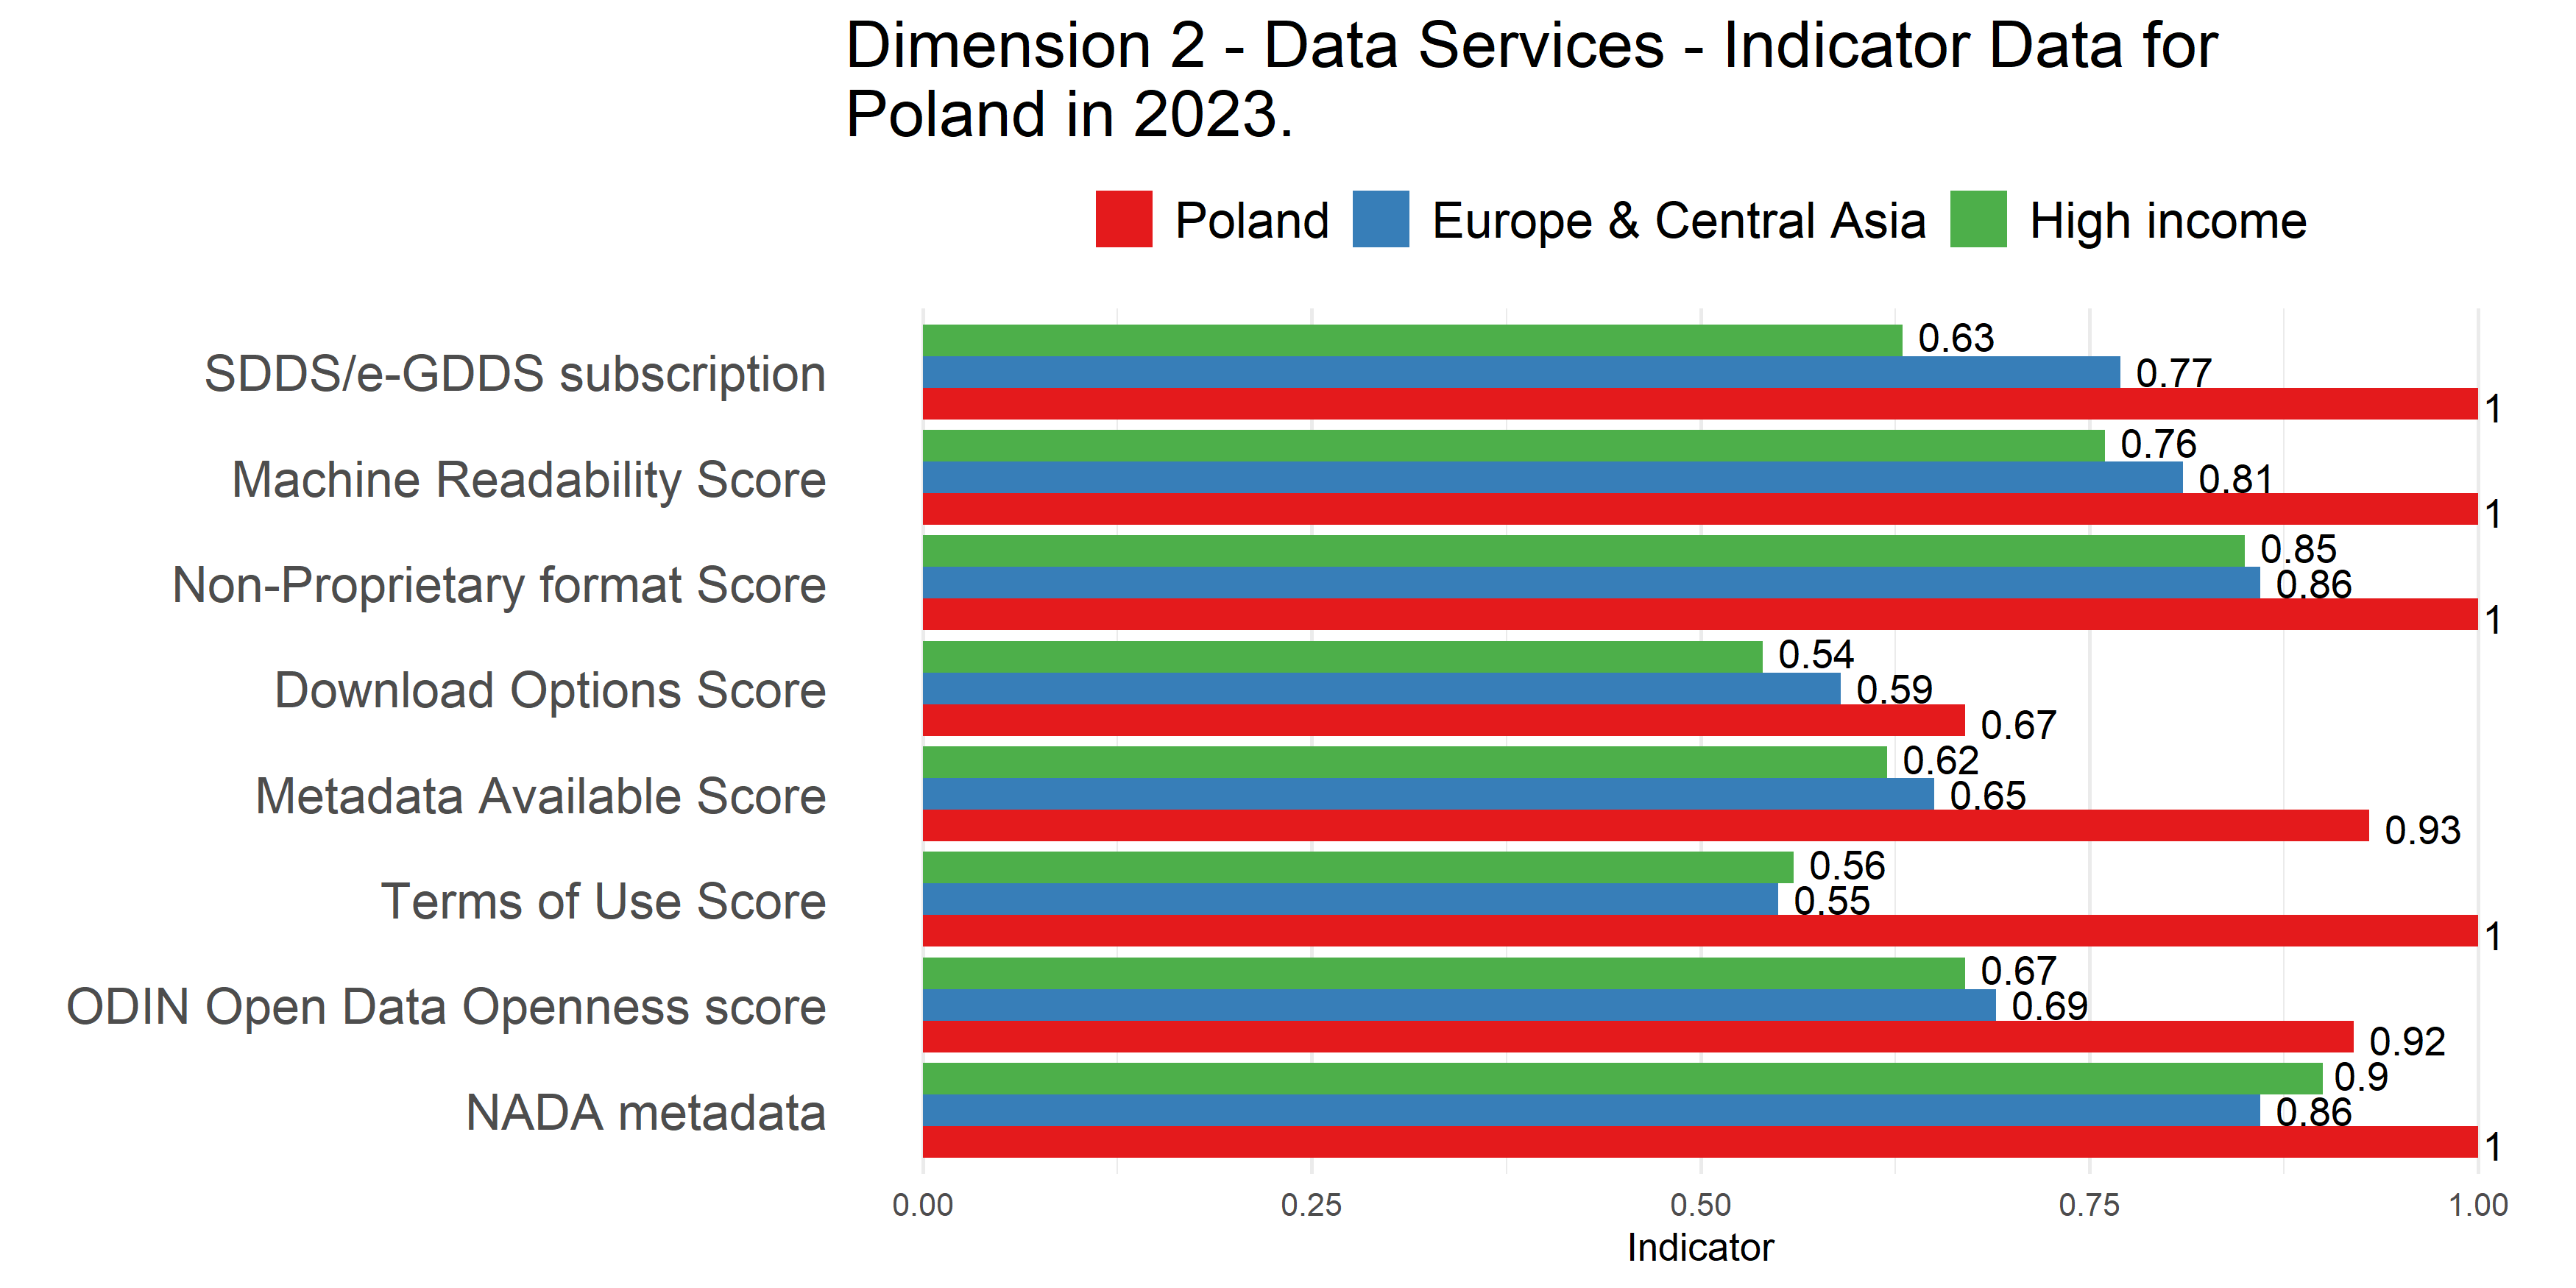 Dimension 2 - Data Services - Indicator Data for
Poland in 2023.
Poland
Europe & Central Asia
High income
SDDS/e-GDDS subscription
0.63
0.77
1
Machine Readability Score
0.76
0.81
1
Non-Proprietary format Score
0.85
0.86
1
Download Options Score
0.54
0.59
0.67
Metadata Available Score
0.62
0.65
0.93
Terms of Use Score
0.56
0.55
1
ODIN Open Data Openness score
0.67
0.69
0.92
NADA metadata
0.9
0.86
1
0.00
0.25
0.50
0.75
1.00
Indicator